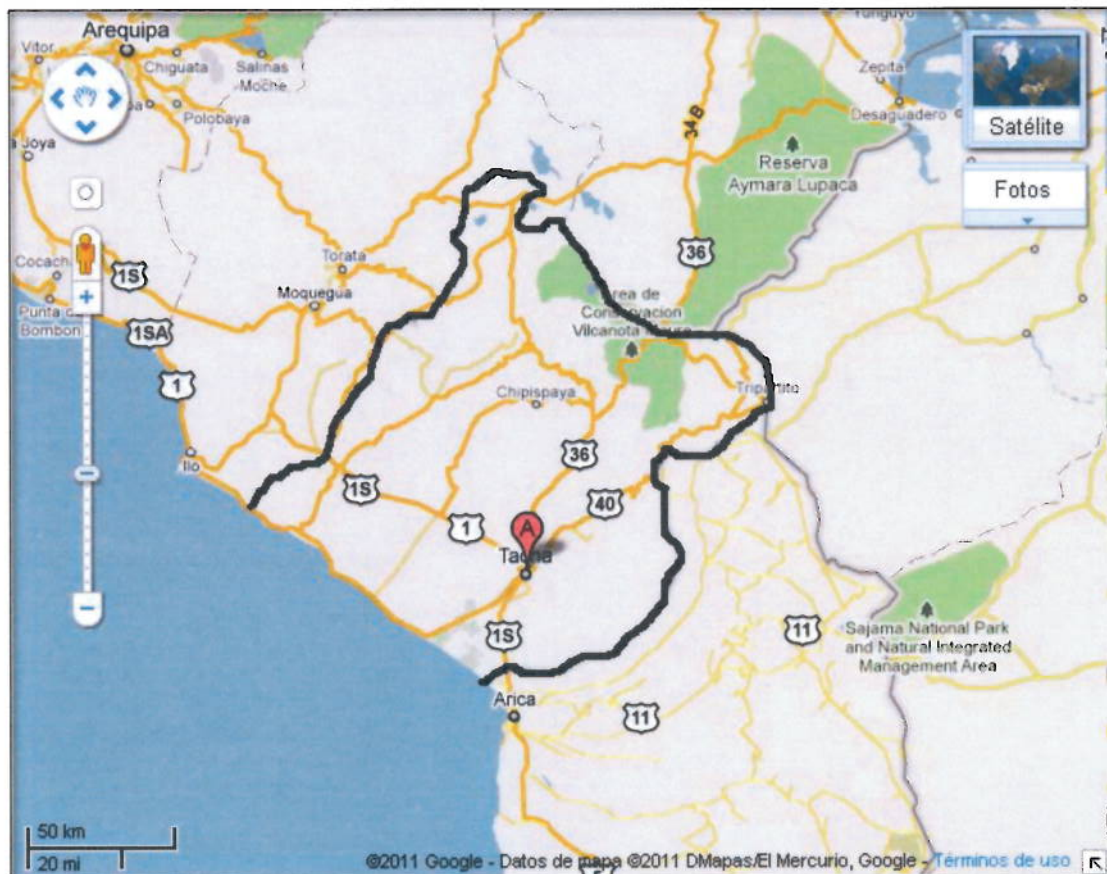 Arequipa
Yunguyo
Vitor
Chiguata
Salinas
Moche
Zepita
Polobaya
Desaguadero
Joya
34 B
Satélite
Reserva
Aymara Lupaca
Fotos
Cocach
Torata
36
1S
Moquegua
Punta d
Bombon
1SA
Area de
Conservacion
Vilcanota
1
Chipispaya
Tripartito
Ilo
36
1S
40
1
A
Tacna
1S
11
Sajama National Park
and Natural Integrated
Management Area
Arica
11
50 km
20 mi
©2011 Google - Datos de mapa ©2011 DMapas/El Mercurio, Google - Términos de uso